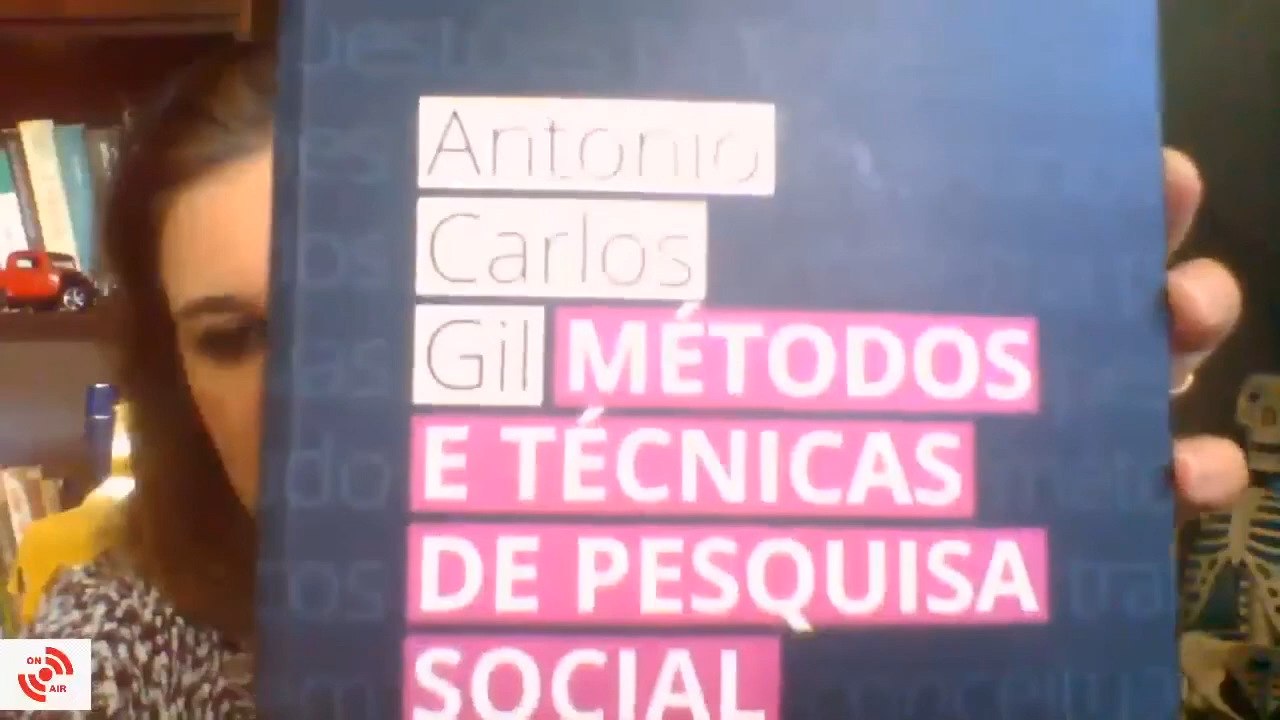 Antonio
Carlos
Gil MÉTODOS
E TÉCNICAS
DE PESQUISA
SOCIAL
ON
AIR